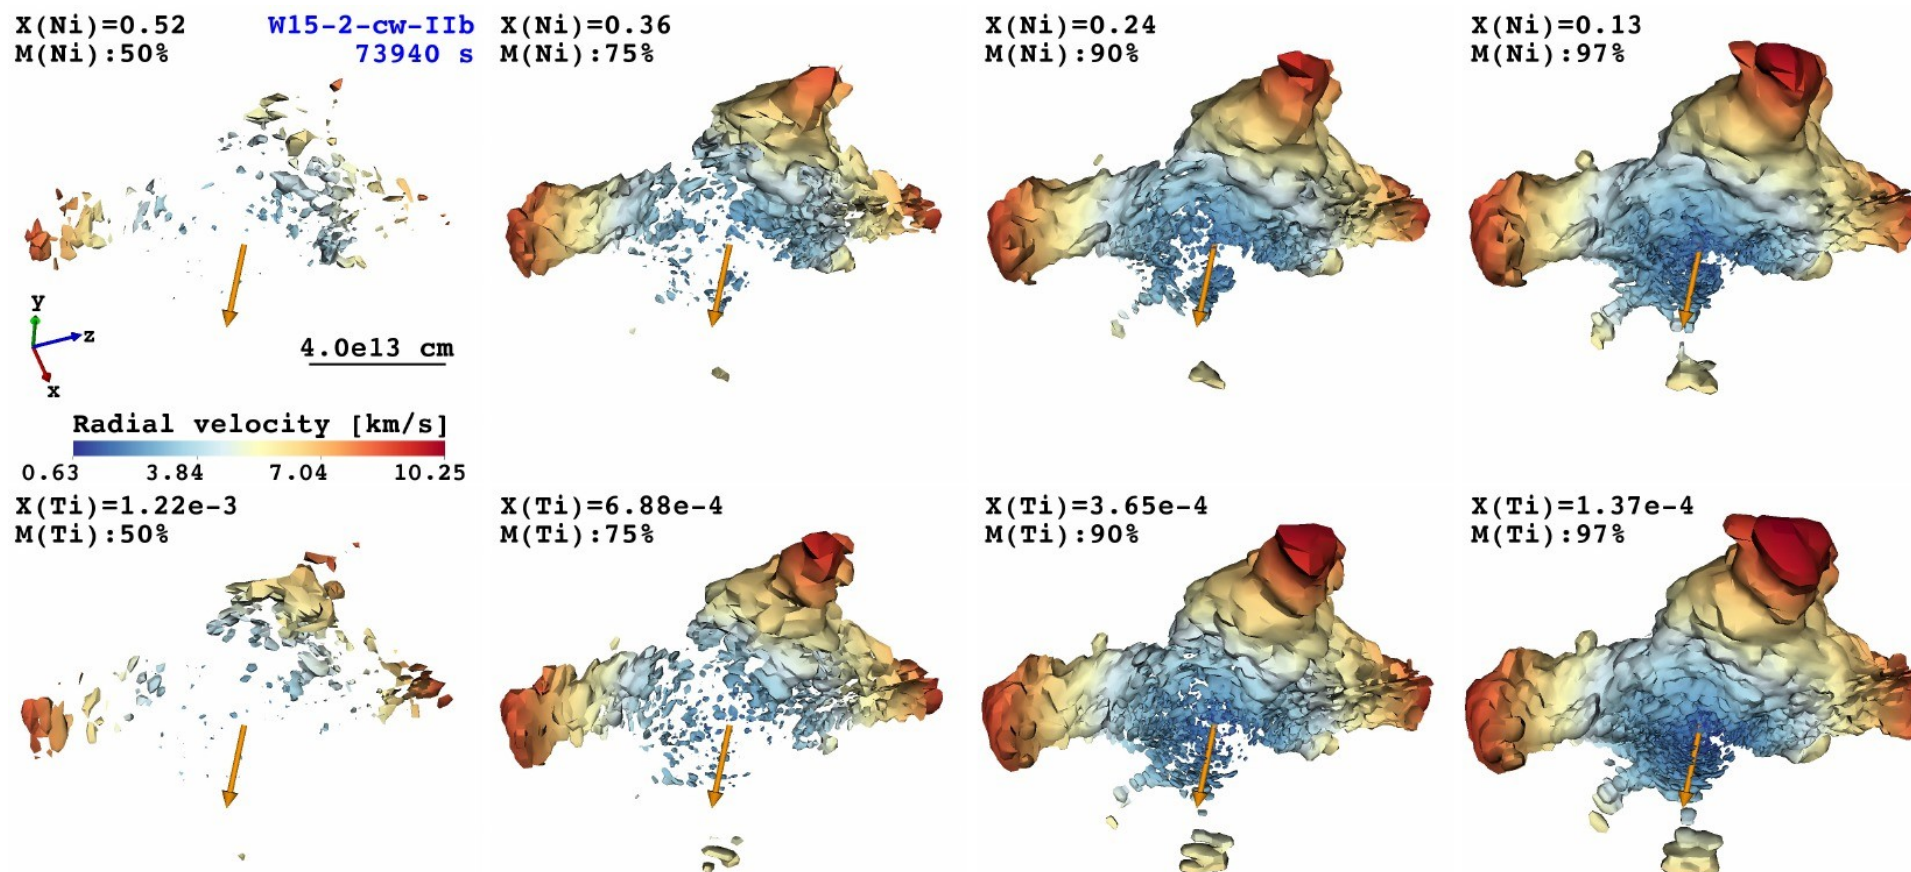 X(Ni)=0.52 W15-2-cw-IIb
M(Ni):50% 73940 s
X(Ni)=0.36
M(Ni):75%
X(Ni)=0.24
M(Ni):90%
X(Ni)=0.13
M(Ni):97%
y
z
x
4.0e13 cm
Radial velocity [km/s]
0.63 3.84 7.04 10.25
X(Ti)=1.22e-3
M(Ti):50%
X(Ti)=6.88e-4
M(Ti):75%
X(Ti)=3.65e-4
M(Ti):90%
X(Ti)=1.37e-4
M(Ti):97%